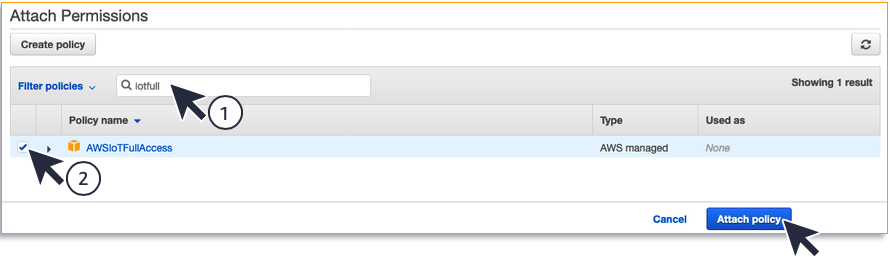 Attach Permissions
Create policy
Filter policies
iotfull
Showing 1 result
1
Policy name Type Used as
AWSIoTFullAccess AWS managed None
2
Cancel Attach policy